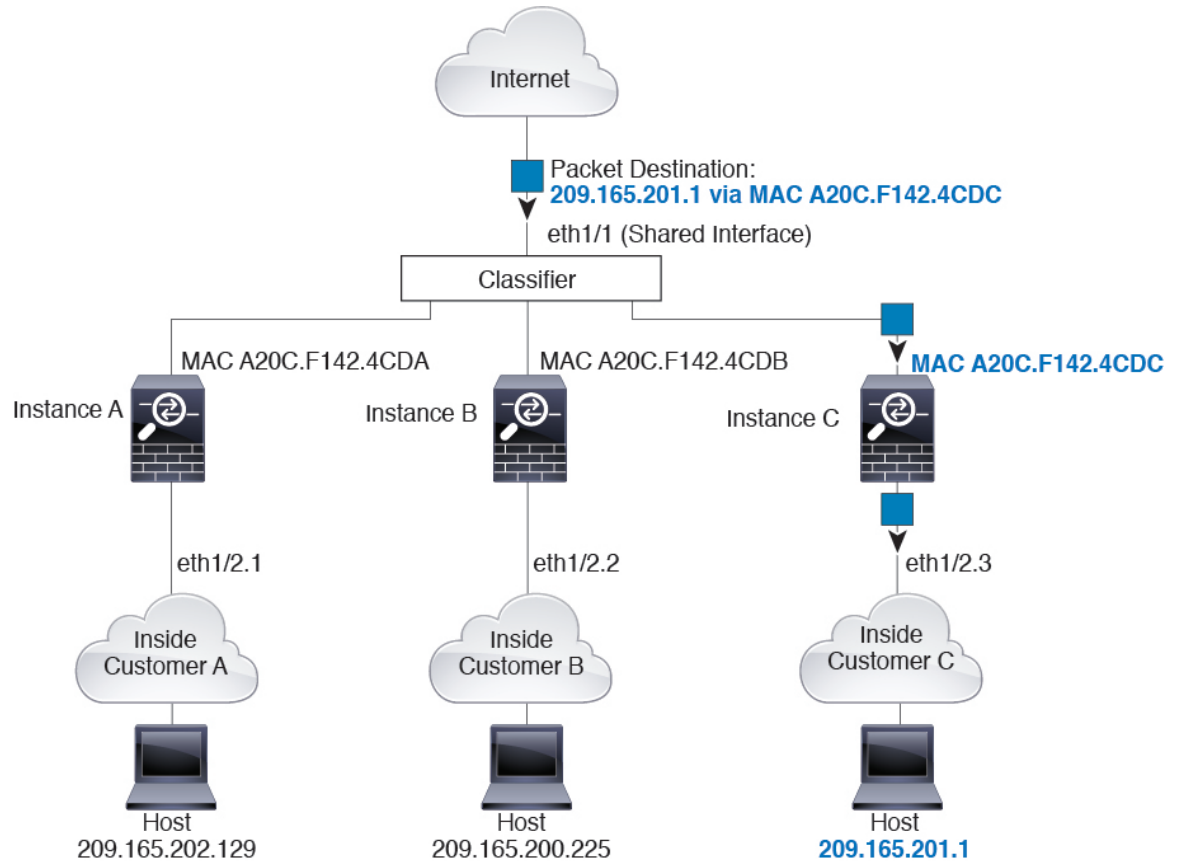 Internet
Packet Destination:
209.165.201.1 via MAC A20C.F142.4CDC
eth1/1 (Shared Interface)
Classifier
MAC A20C.F142.4CDA
MAC A20C.F142.4CDB
MAC A20C.F142.4CDC
Instance A
Instance B
Instance C
eth1/2.1
eth1/2.2
eth1/2.3
Inside
Customer A
Inside
Customer B
Inside
Customer C
Host
209.165.202.129
Host
209.165.200.225
Host
209.165.201.1